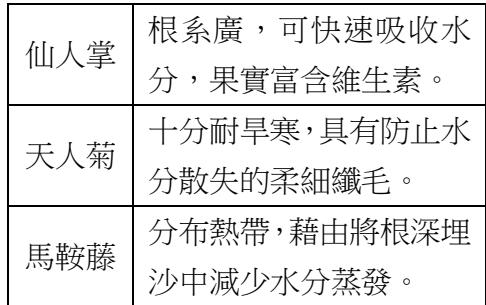 仙人掌
根系廣，可快速吸收水
分，果實富含維生素。
天人菊
十分耐旱寒，具有防止水
分散失的柔細纖毛。
馬鞍藤
分布熱帶，藉由將根深埋
沙中減少水分蒸發。